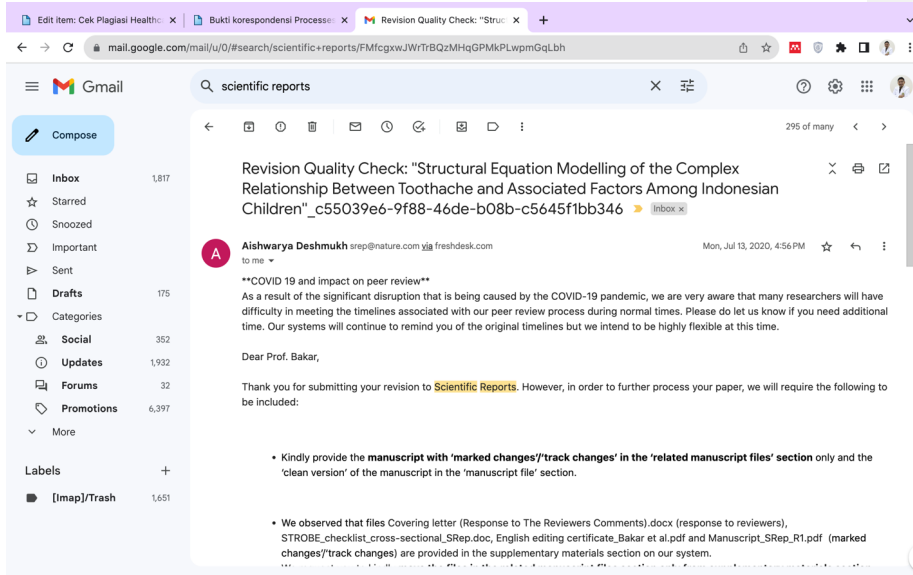 Edit item: Cek Plagiasi Healthc
Bukti korespondensi Processes
Revision Quality Check: "Struc
mail.google.com/mail/u/0/#search/scientific+reports/FMfcgxwJWrTrBQzMHqGPMkPLwpmGqLbh
Gmail
scientific reports
Compose
295 of many
Inbox 1,817
Starred
Snoozed
Important
Sent
Drafts 175
Categories
Social 352
Updates 1,932
Forums 32
Promotions 6,397
More
Labels
[Imap]/Trash 1,651
Revision Quality Check: "Structural Equation Modelling of the Complex
Relationship Between Toothache and Associated Factors Among Indonesian
Children"_c55039e6-9f88-46de-b08b-c5645f1bb346 Inbox x
A
Aishwarya Deshmukh srep@nature.com via freshdesk.com Mon, Jul 13, 2020, 4:56 PM
to me
**COVID 19 and impact on peer review**
As a result of the significant disruption that is being caused by the COVID-19 pandemic, we are very aware that many researchers will have
difficulty in meeting the timelines associated with our peer review process during normal times. Please do let us know if you need additional
time. Our systems will continue to remind you of the original timelines but we intend to be highly flexible at this time.
Dear Prof. Bakar,
Thank you for submitting your revision to Scientific Reports. However, in order to further process your paper, we will require the following to
be included:
• Kindly provide the manuscript with 'marked changes'/'track changes' in the 'related manuscript files' section only and the
'clean version' of the manuscript in the 'manuscript file' section.
• We observed that files Covering letter (Response to The Reviewers Comments).docx (response to reviewers),
STROBE_checklist_cross-sectional_SRep.doc, English editing certificate_Bakar et al.pdf and Manuscript_SRep_R1.pdf (marked
changes'/'track changes) are provided in the supplementary materials section on our system.